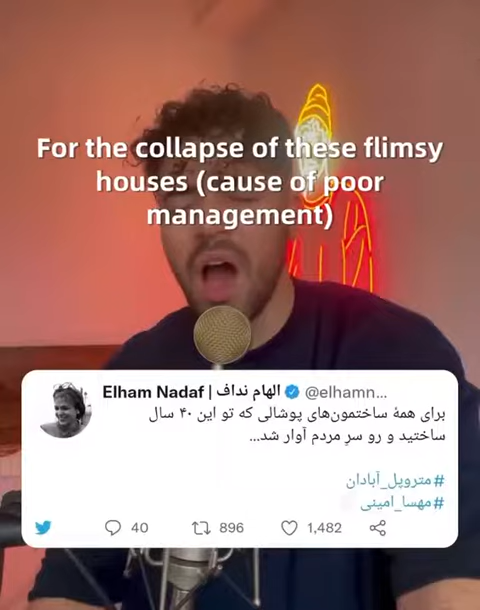 For the collapse of these flimsy
houses (cause of poor
management)
Elham Nadaf | الهام نداف @elhamn...
برای همهٔ ساختمون‌های پوشالی که تو این ۴۰ سال
ساختید و رو سرِ مردم آوار شد...
#متروپل_آبادان
#مهسا_امینی
40 896 1,482